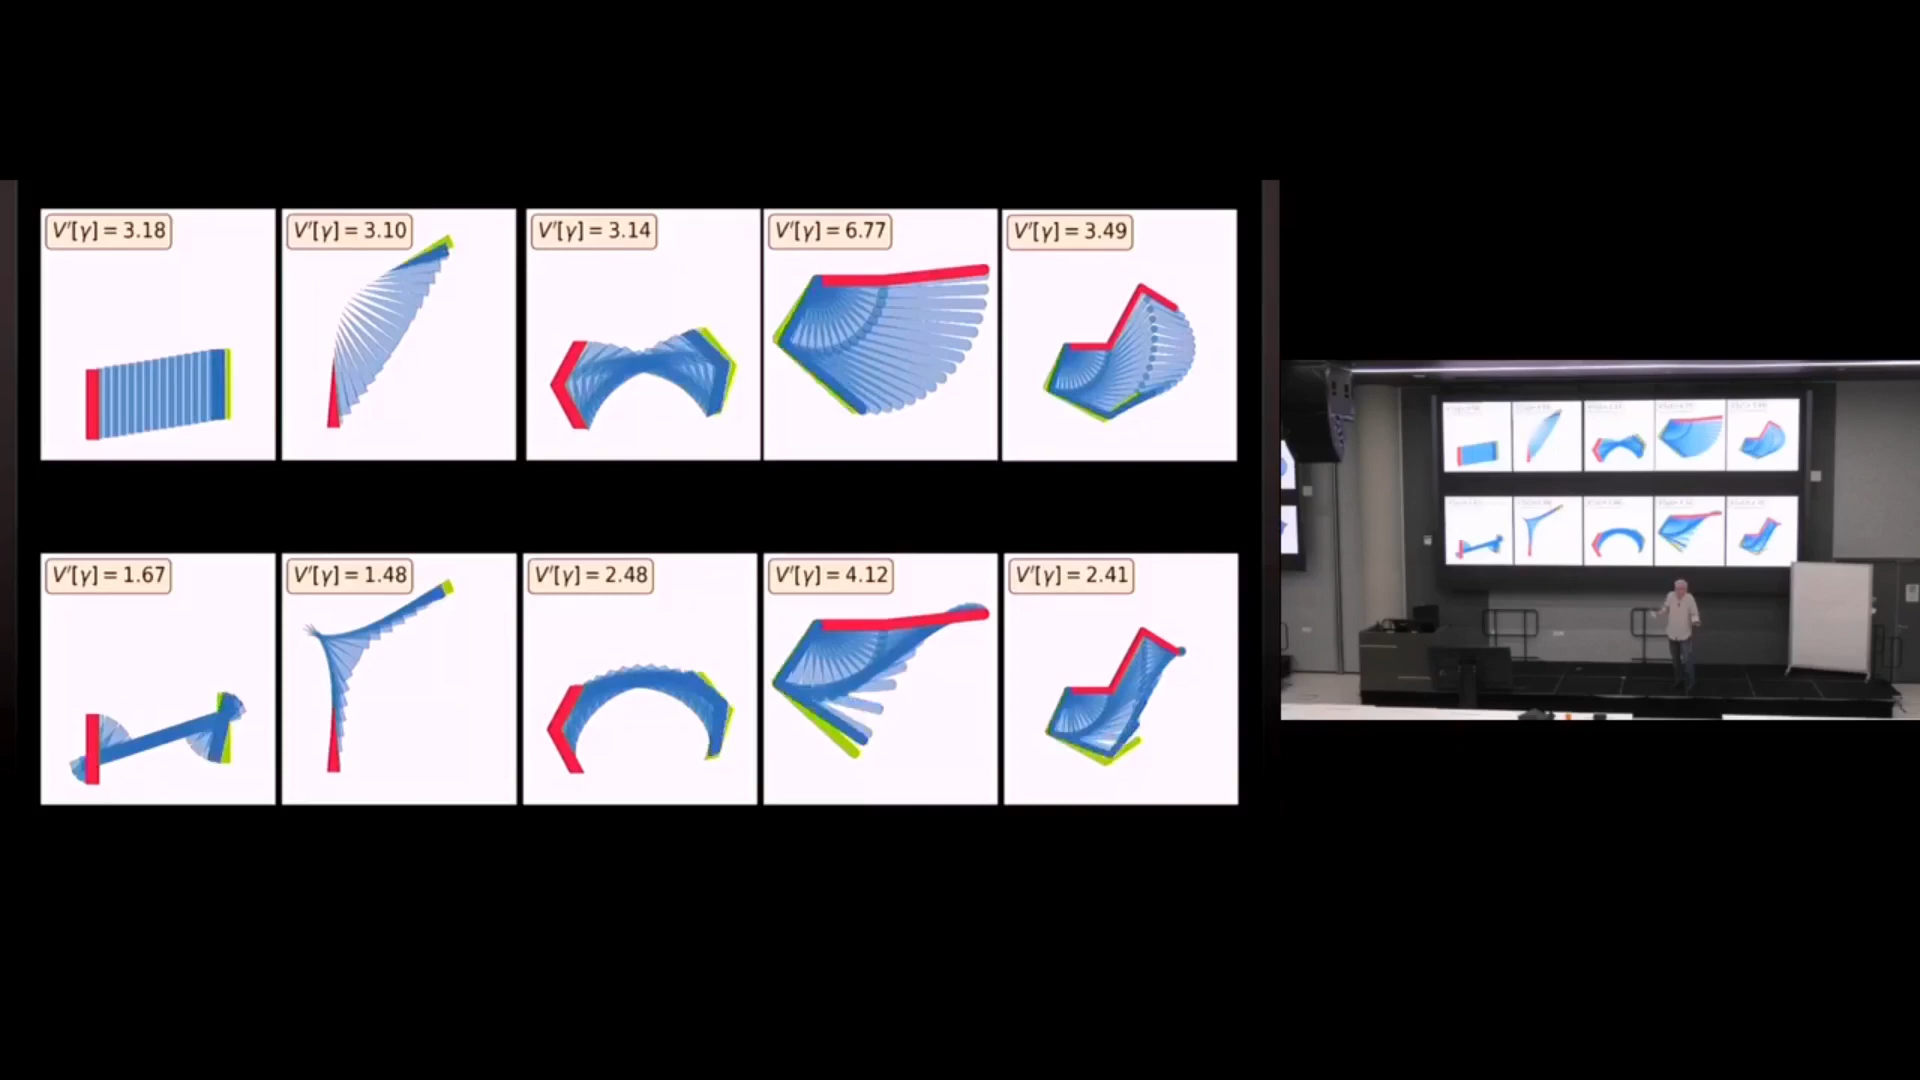 V'[γ] = 3.18
V'[γ] = 3.10
V'[γ] = 3.14
V'[γ] = 6.77
V'[γ] = 3.49
V'[γ] = 1.67
V'[γ] = 1.48
V'[γ] = 2.48
V'[γ] = 4.12
V'[γ] = 2.41